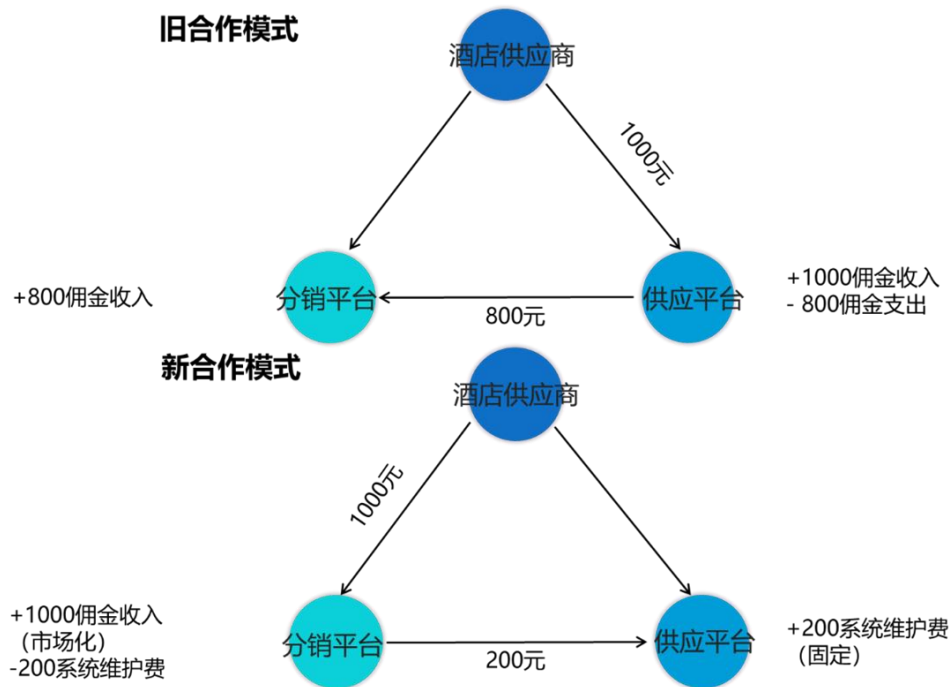 旧合作模式
酒店供应商
1000元
+800佣金收入
分销平台
800元
供应平台
+1000佣金收入
- 800佣金支出
新合作模式
酒店供应商
1000元
+1000佣金收入
（市场化）
-200系统维护费
分销平台
200元
供应平台
+200系统维护费
（固定）